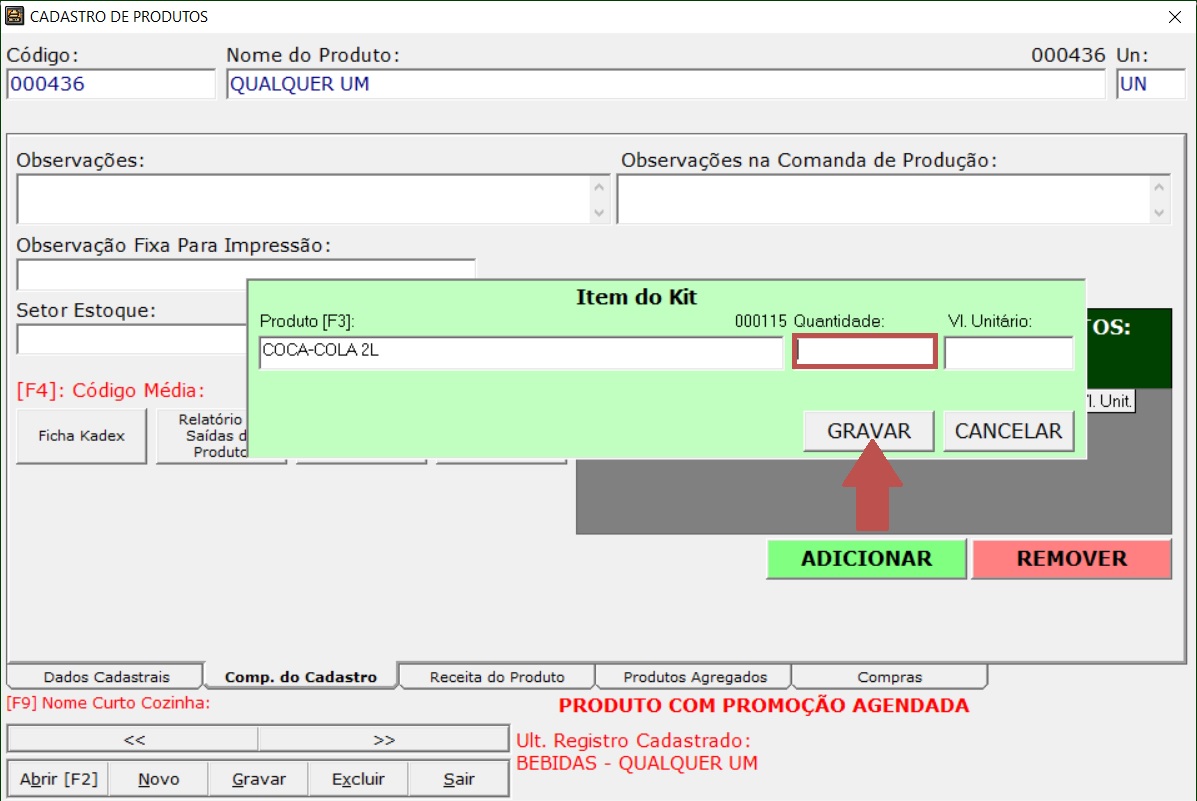 CADASTRO DE PRODUTOS
Código:
Nome do Produto:
000436
Un:
000436
QUALQUER UM
UN
Observações:
Observações na Comanda de Produção:
Observação Fixa Para Impressão:
Setor Estoque:
Item do Kit
Produto [F3]:
000115
Quantidade:
Vl. Unitário:
COCA-COLA 2L
OS:
[F4]: Código Média:
Vl. Unit.
Ficha Kadex
Relatório
Saídas d
Produto
GRAVAR
CANCELAR
ADICIONAR
REMOVER
Dados Cadastrais
Comp. do Cadastro
Receita do Produto
Produtos Agregados
Compras
[F9] Nome Curto Cozinha:
PRODUTO COM PROMOÇÃO AGENDADA
<<
>>
Ult. Registro Cadastrado:
BEBIDAS - QUALQUER UM
Abrir [F2]
Novo
Gravar
Excluir
Sair